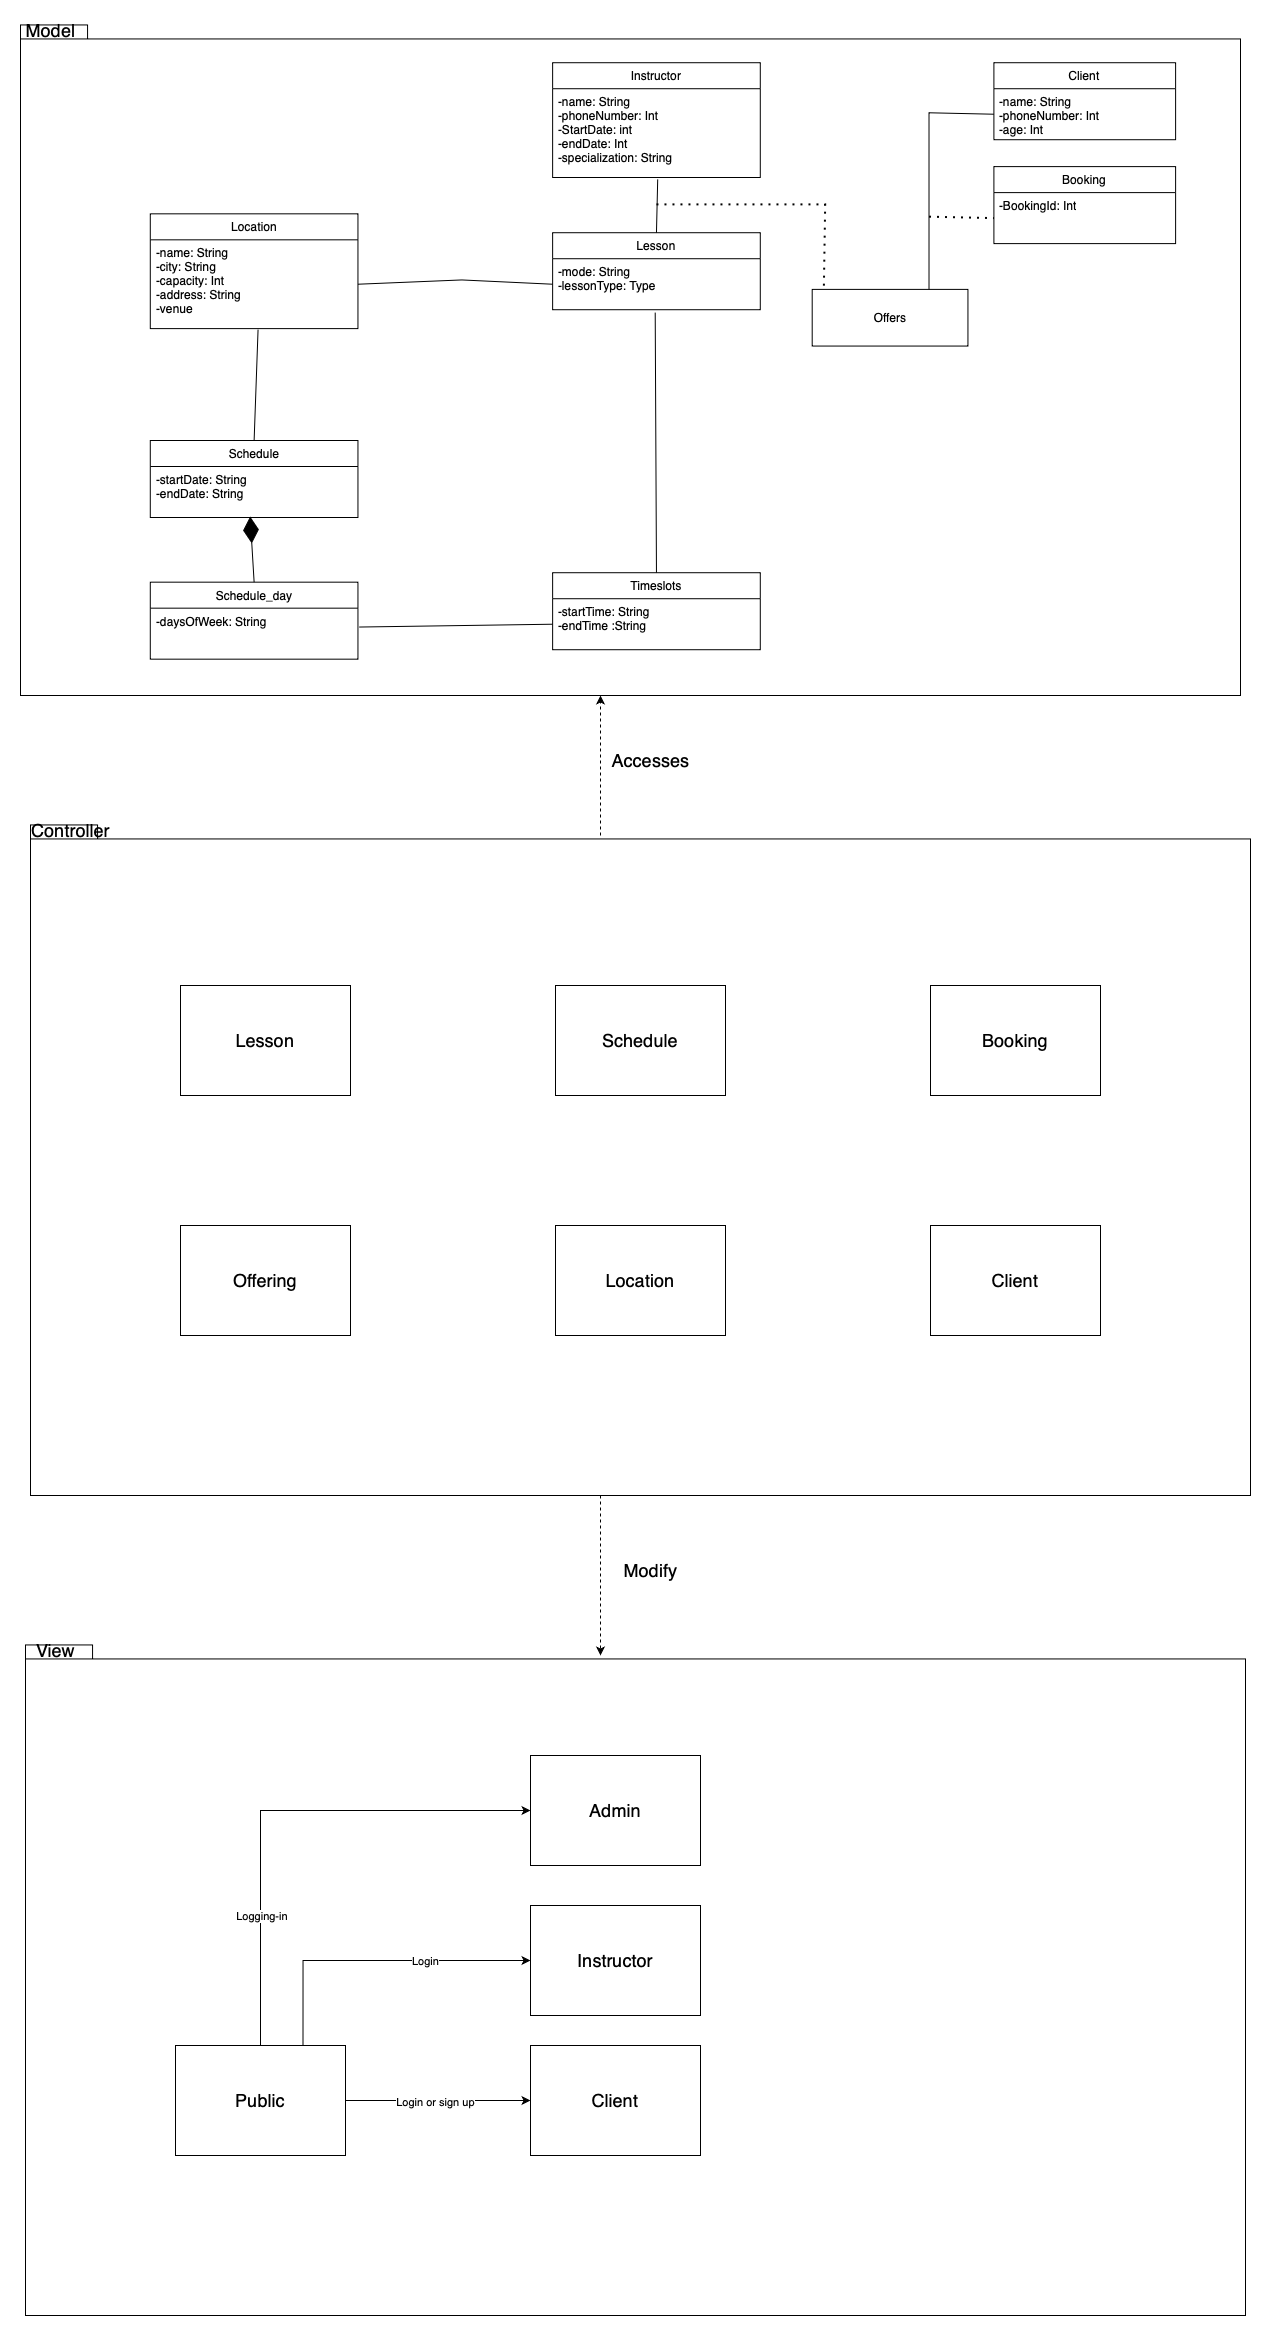 Model
Instructor
-name: String
-phoneNumber: Int
-StartDate: int
-endDate: Int
-specialization: String
Client
-name: String
-phoneNumber: Int
-age: Int
Booking
-BookingId: Int
Location
-name: String
-city: String
-capacity: Int
-address: String
-venue
Lesson
-mode: String
-lessonType: Type
Offers
Schedule
-startDate: String
-endDate: String
Schedule_day
-daysOfWeek: String
Timeslots
-startTime: String
-endTime :String
Accesses
Controller
Lesson
Schedule
Booking
Offering
Location
Client
Modify
View
Admin
Logging-in
Login
Instructor
Public
Login or sign up
Client